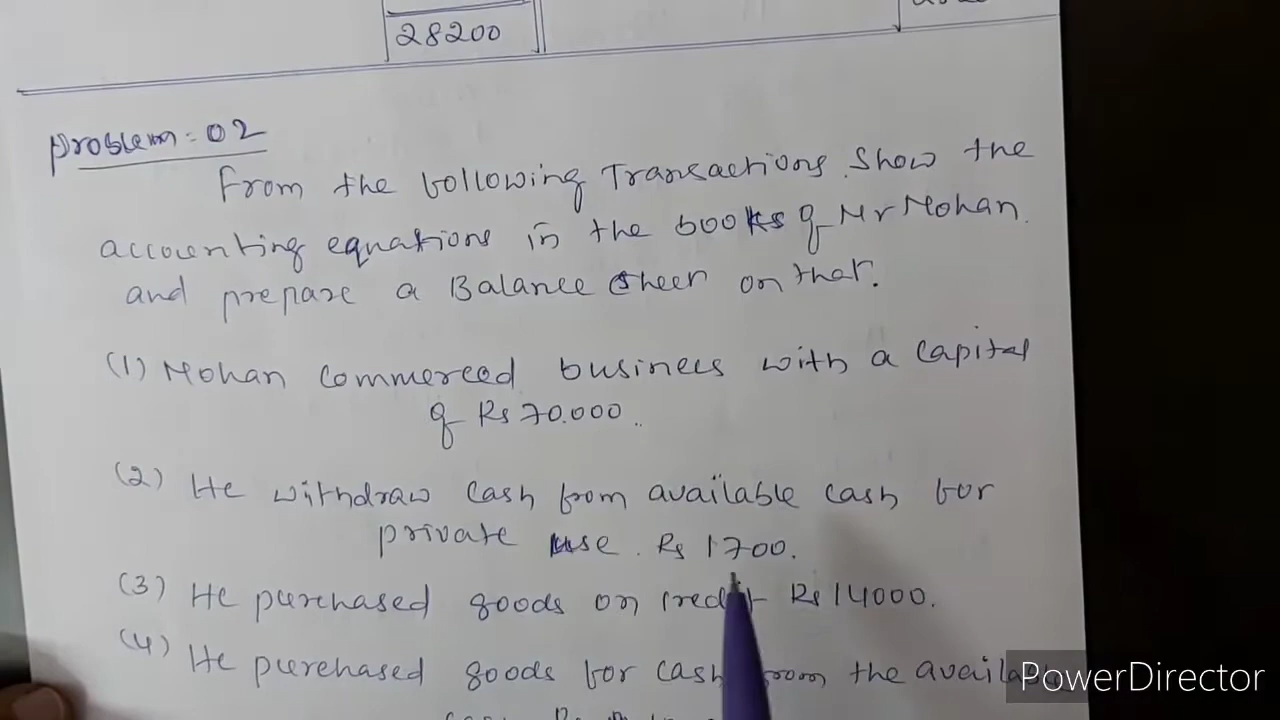 28200
Problem:02
From the following Transactions. Show the
accounting equations in the books of Mr Mohan.
and prepare a Balance Sheet on that.
(1) Mohan commerced business with a capital
of Rs 70.000.
(2) He withdraw cash from available cash for
private use. Rs 1700.
(3) He purchased goods on credit Rs 14000.
(4) He purchased goods for cash from the available
PowerDirector